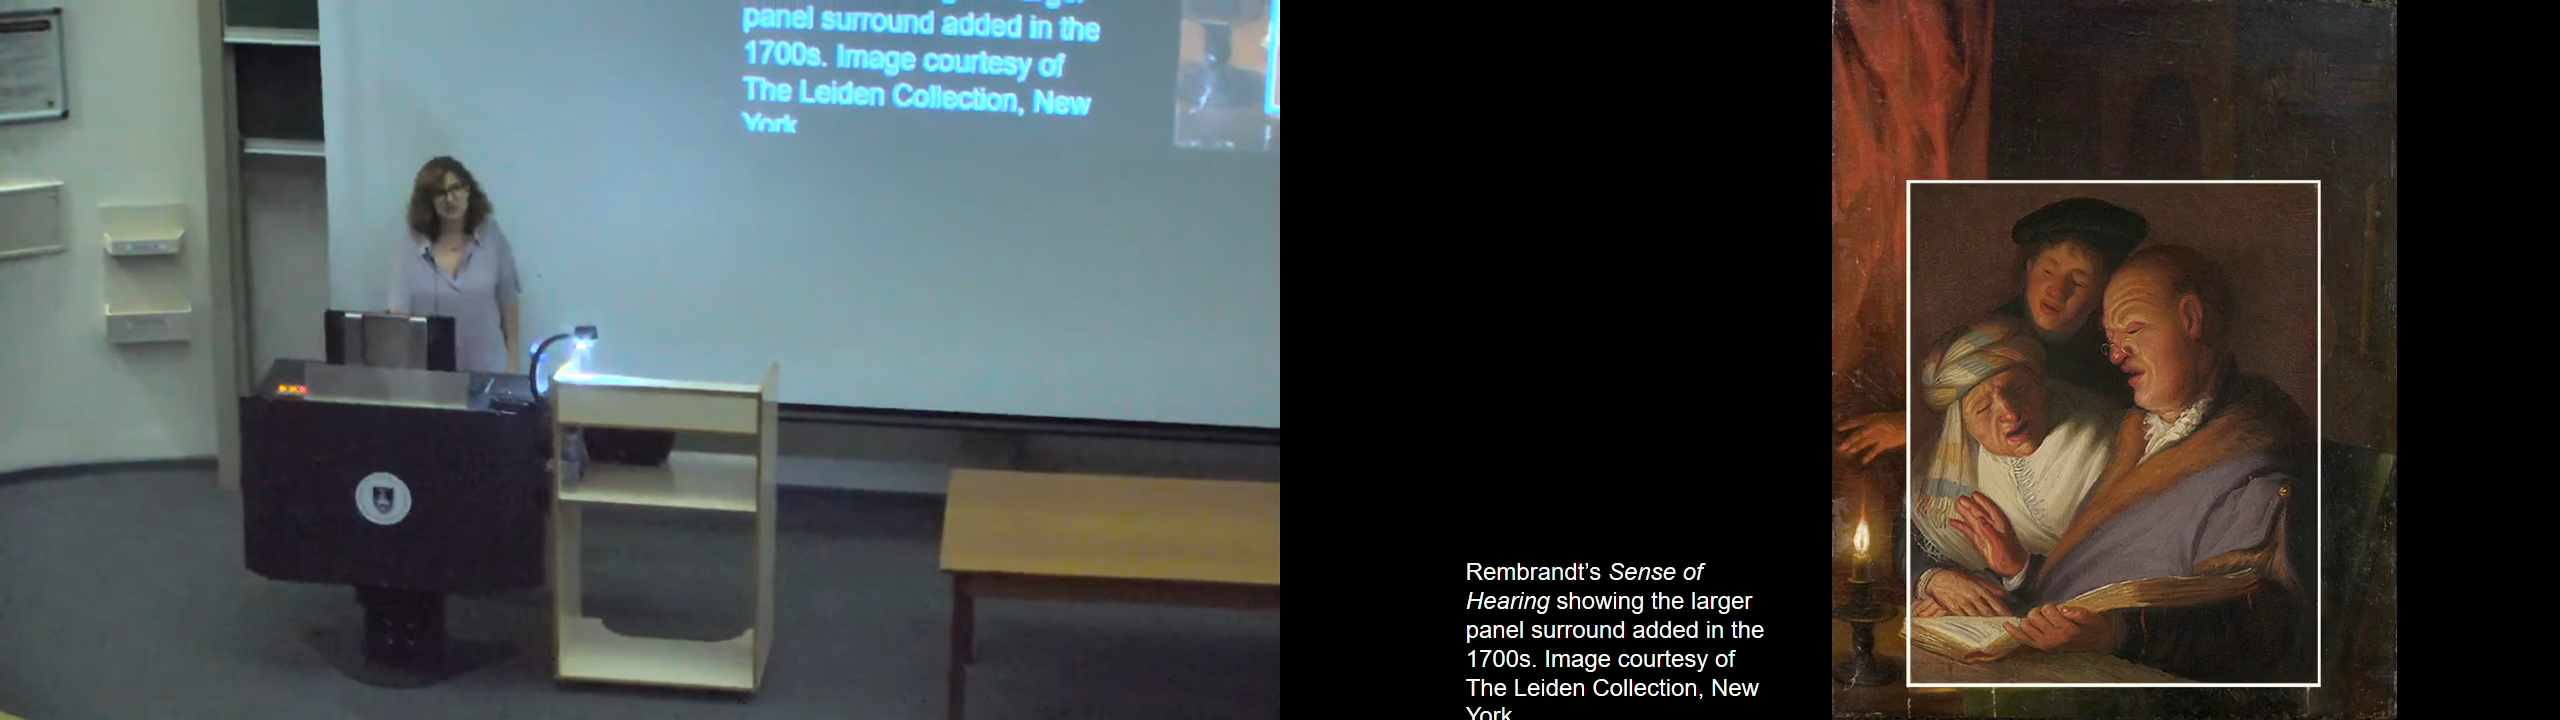 panel surround added in the
1700s. Image courtesy of
The Leiden Collection, New
York
Rembrandt’s Sense of
Hearing showing the larger
panel surround added in the
1700s. Image courtesy of
The Leiden Collection, New
York